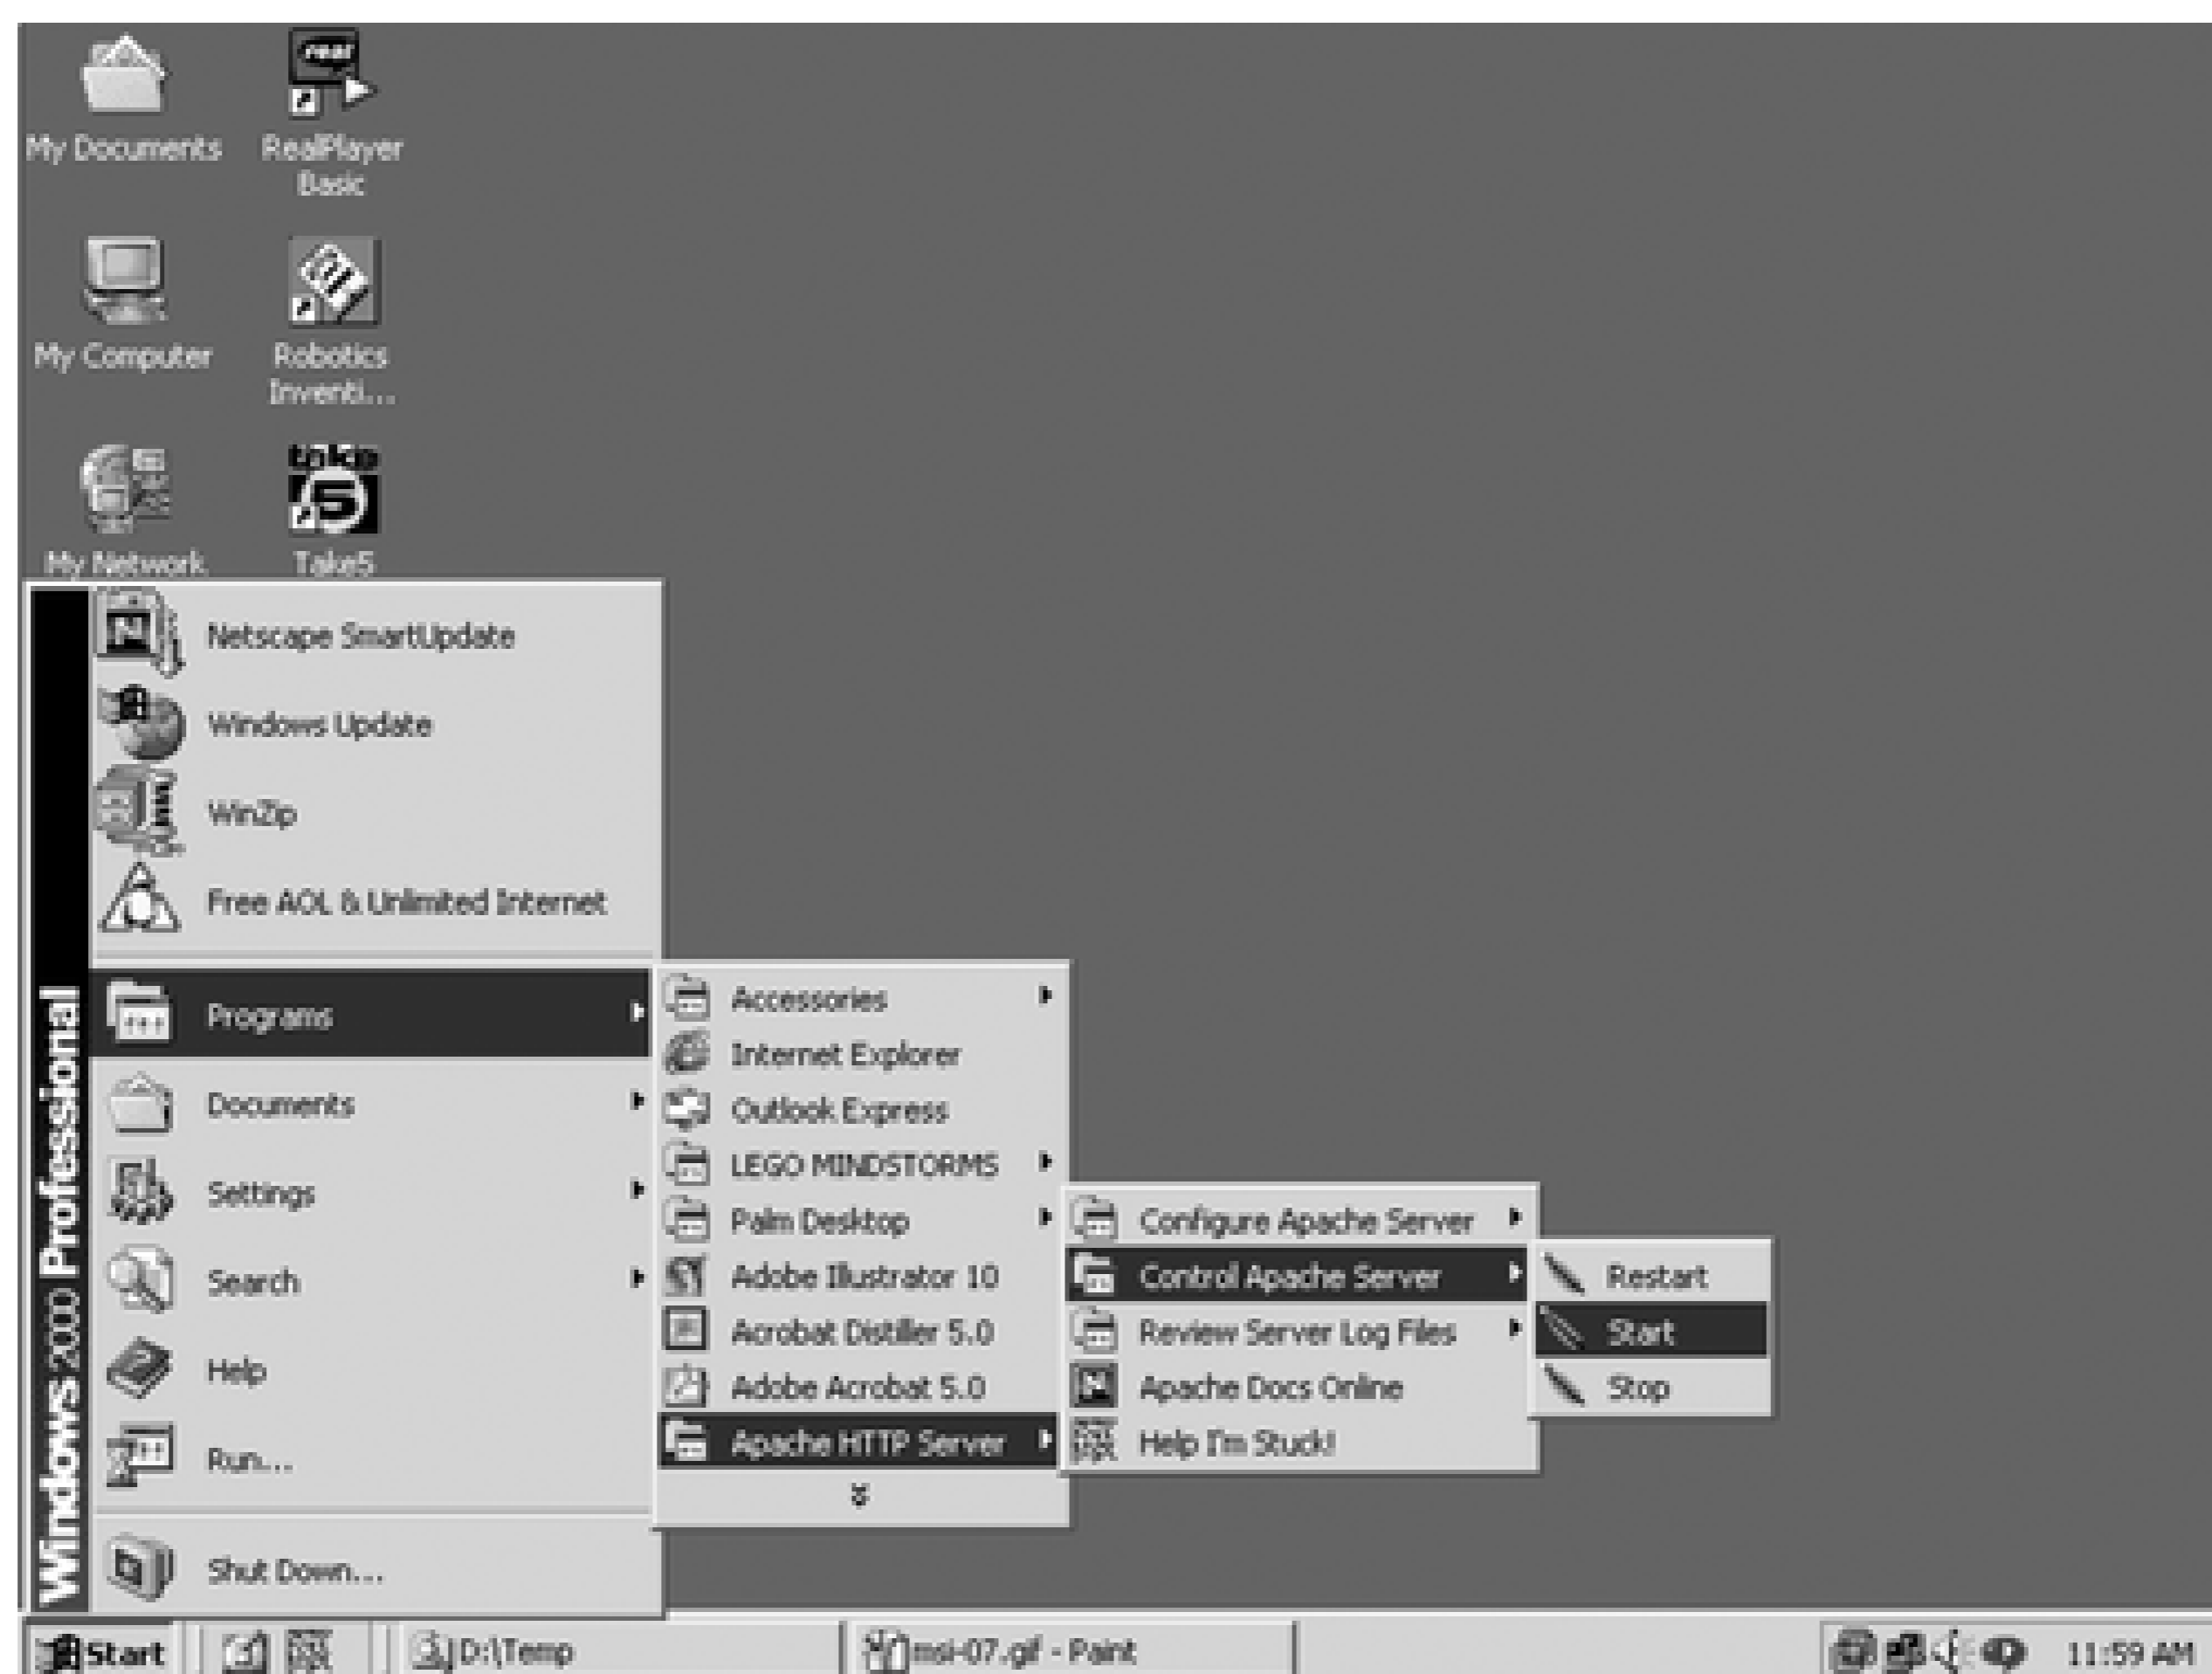 My Documents
real
RealPlayer
Basic
My Computer
Robotics
Inventi...
take
5
My Network
Take5
Netscape SmartUpdate
Windows Update
WinZip
Free AOL & Unlimited Internet
Programs
Documents
Settings
Search
Help
Run...
Shut Down...
Windows 2000 Professional
Accessories
Internet Explorer
Outlook Express
LEGO MINDSTORMS
Palm Desktop
Adobe Illustrator 10
Acrobat Distiller 5.0
Adobe Acrobat 5.0
Apache HTTP Server
Configure Apache Server
Control Apache Server
Review Server Log Files
Apache Docs Online
Help I'm Stuck!
Restart
Start
Stop
Start
D:\Temp
msi-07.gif - Paint
11:59 AM